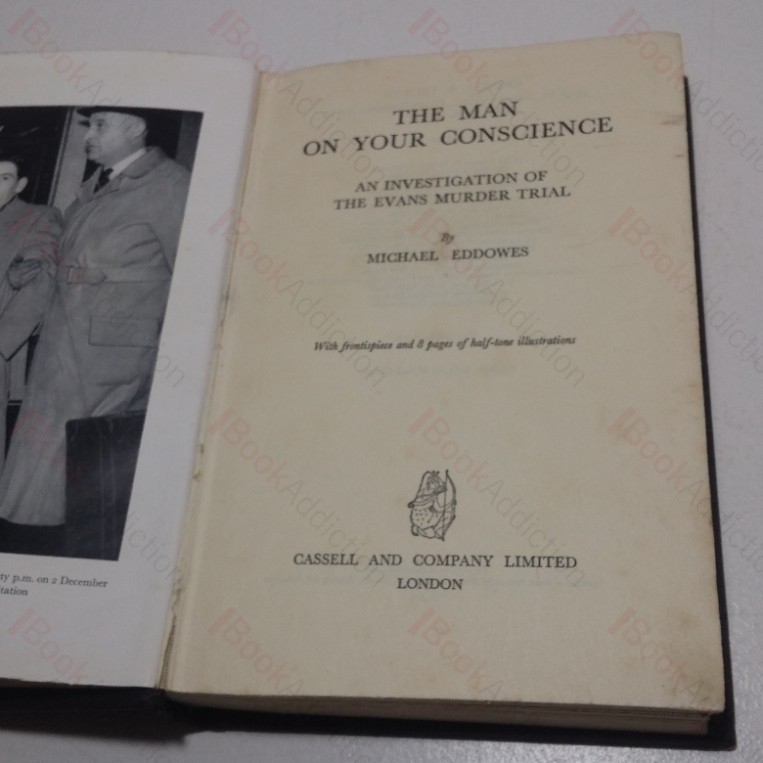 THE MAN
ON YOUR CONSCIENCE
AN INVESTIGATION OF
THE EVANS MURDER TRIAL
By
MICHAEL EDDOWES
With frontispiece and 8 pages of half-tone illustrations
CASSELL AND COMPANY LIMITED
LONDON
p.m. on 2 December
BookAddiction